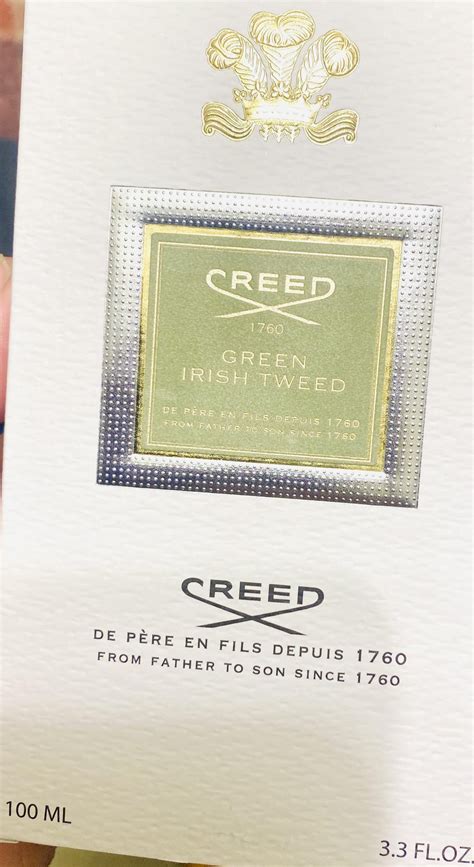 CREED
1760
GREEN
IRISH TWEED
DE PÈRE EN FILS DEPUIS 1760
FROM FATHER TO SON SINCE 1760
CREED
DE PÈRE EN FILS DEPUIS 1760
FROM FATHER TO SON SINCE 1760
100 ML
3.3 FL.OZ